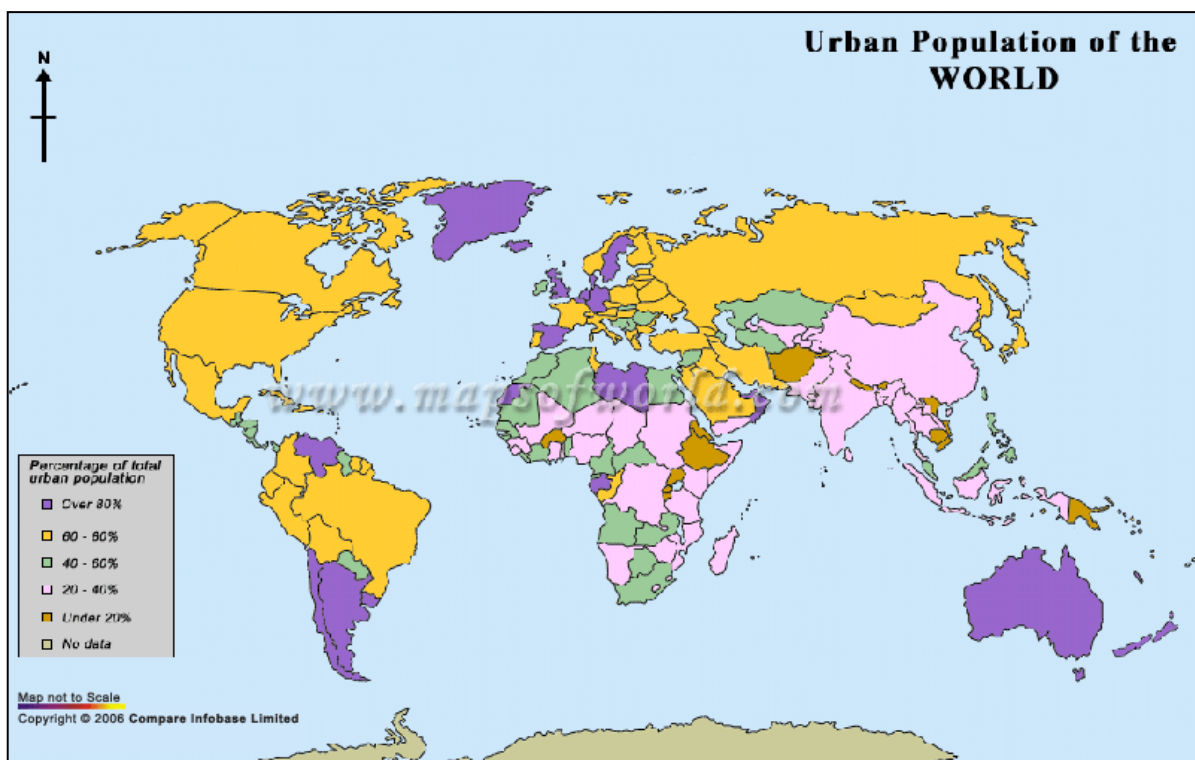 Urban Population of the
WORLD
N
www.mapsofworld.com
Percentage of total
urban population
Over 80%
60 - 80%
40 - 60%
20 - 40%
Under 20%
No data
Map not to Scale
Copyright © 2006 Compare Infobase Limited